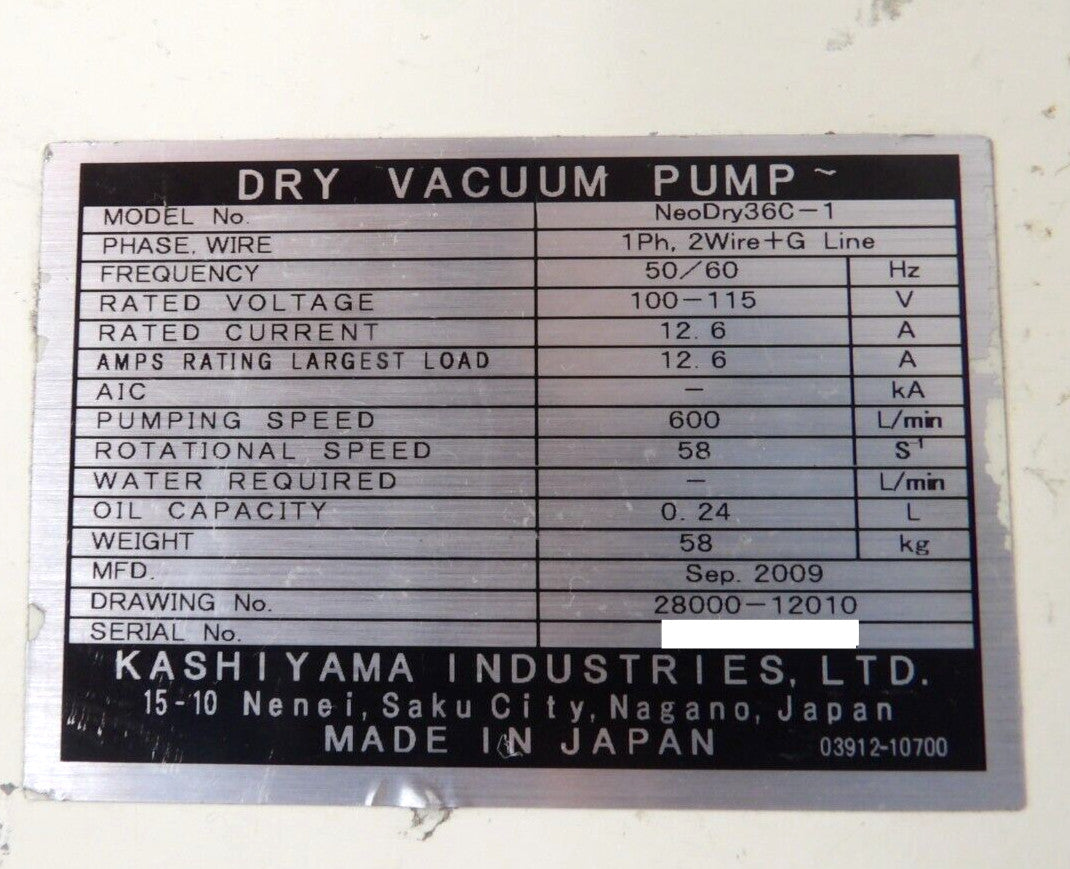 DRY VACUUM PUMP ~
MODEL No. NeoDry36C-1
PHASE, WIRE 1Ph, 2Wire+G Line
FREQUENCY 50/60 Hz
RATED VOLTAGE 100-115 V
RATED CURRENT 12.6 A
AMPS RATING LARGEST LOAD 12.6 A
AIC - kA
PUMPING SPEED 600 L/min
ROTATIONAL SPEED 58 S⁻¹
WATER REQUIRED - L/min
OIL CAPACITY 0.24 L
WEIGHT 58 kg
MFD. Sep. 2009
DRAWING No. 28000-12010
SERIAL No.
KASHIYAMA INDUSTRIES, LTD.
15-10 Nenei, Saku City, Nagano, Japan
MADE IN JAPAN 03912-10700